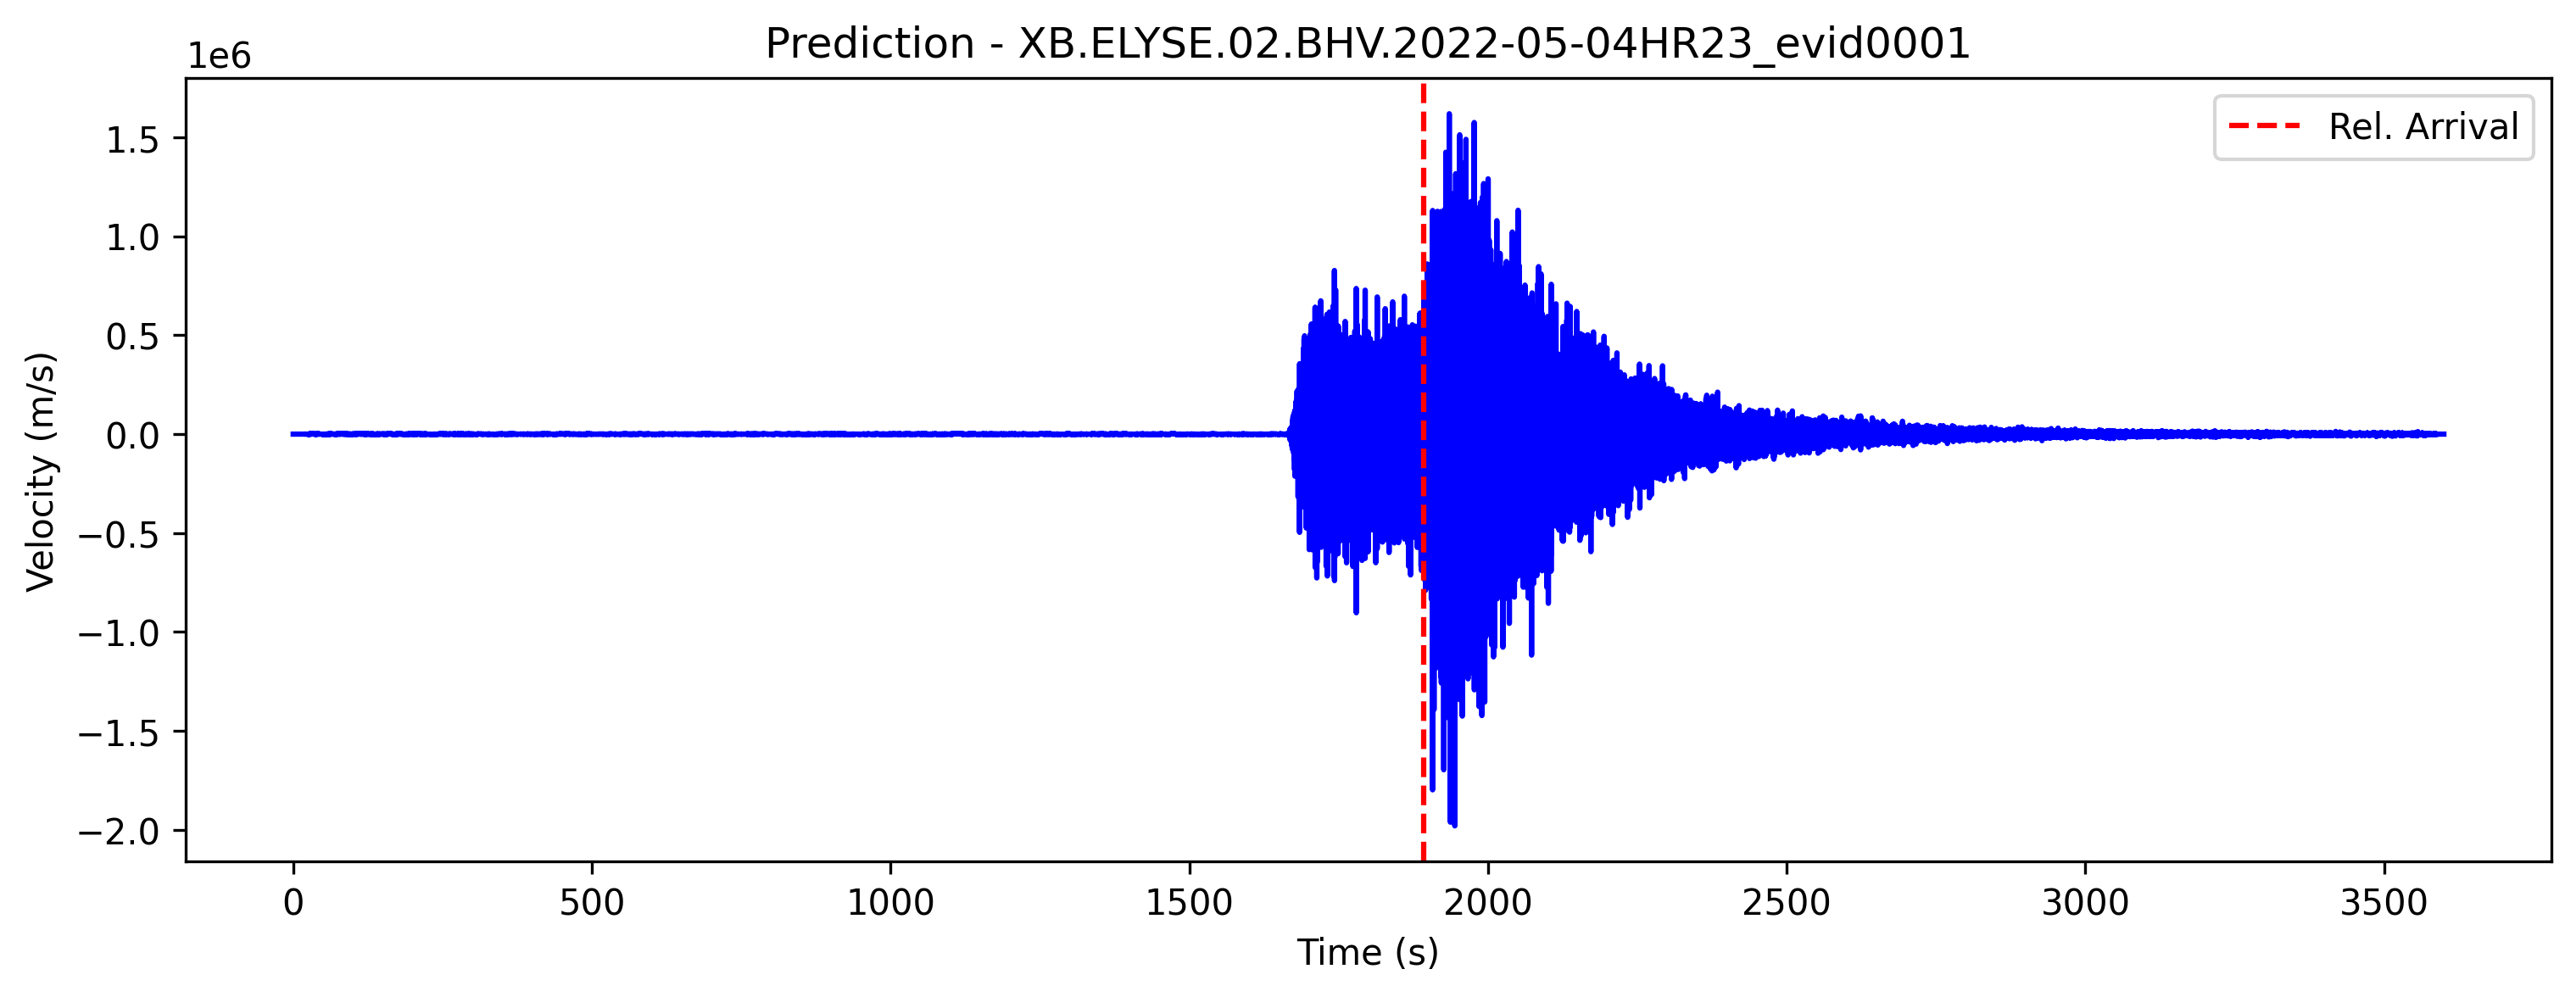 Prediction - XB.ELYSE.02.BHV.2022-05-04HR23_evid0001
1e6
Rel. Arrival
1.5
1.0
0.5
0.0
−0.5
−1.0
−1.5
−2.0
Velocity (m/s)
0 500 1000 1500 2000 2500 3000 3500
Time (s)